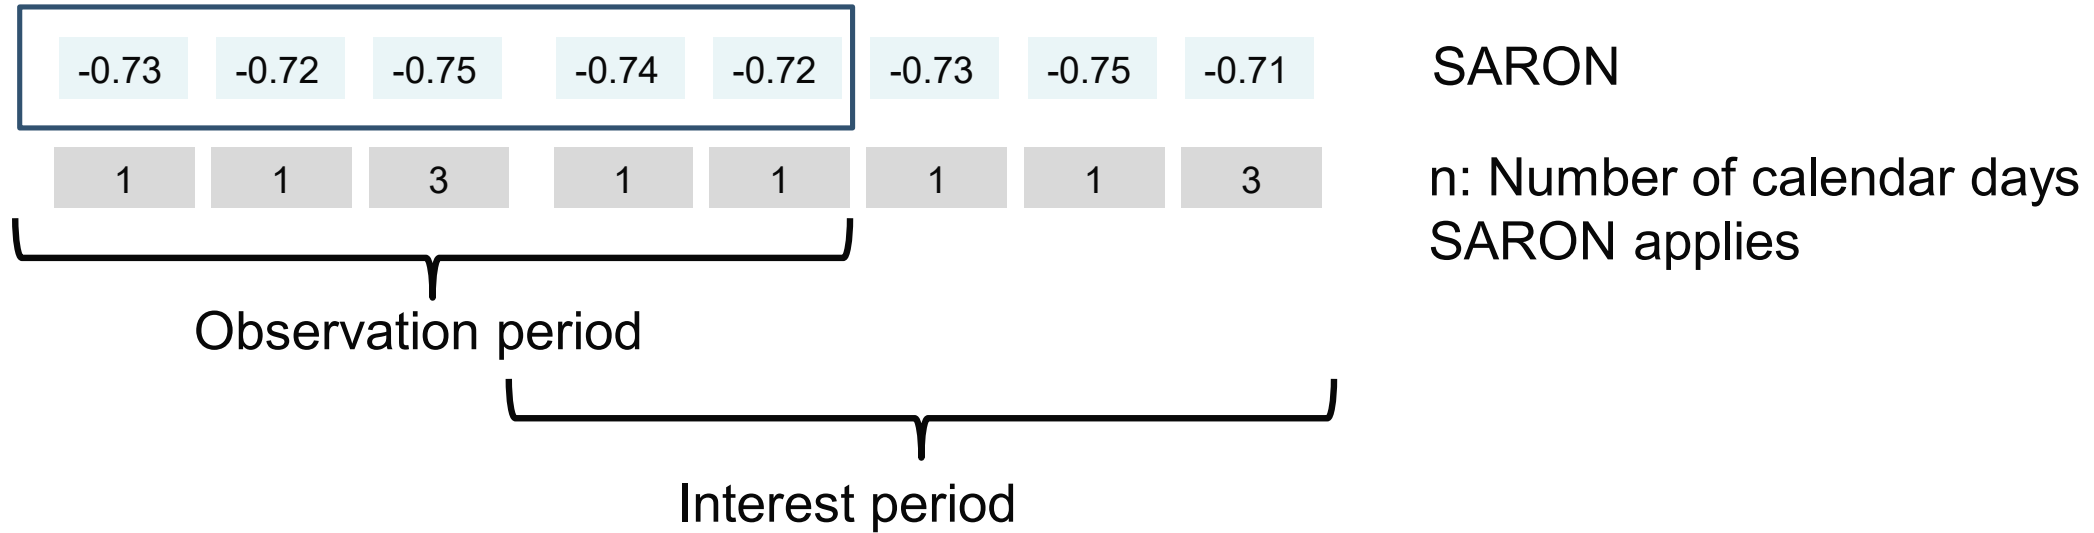 -0.73 -0.72 -0.75 -0.74 -0.72 -0.73 -0.75 -0.71 SARON
1 1 3 1 1 1 1 3 n: Number of calendar days
SARON applies
Observation period
Interest period